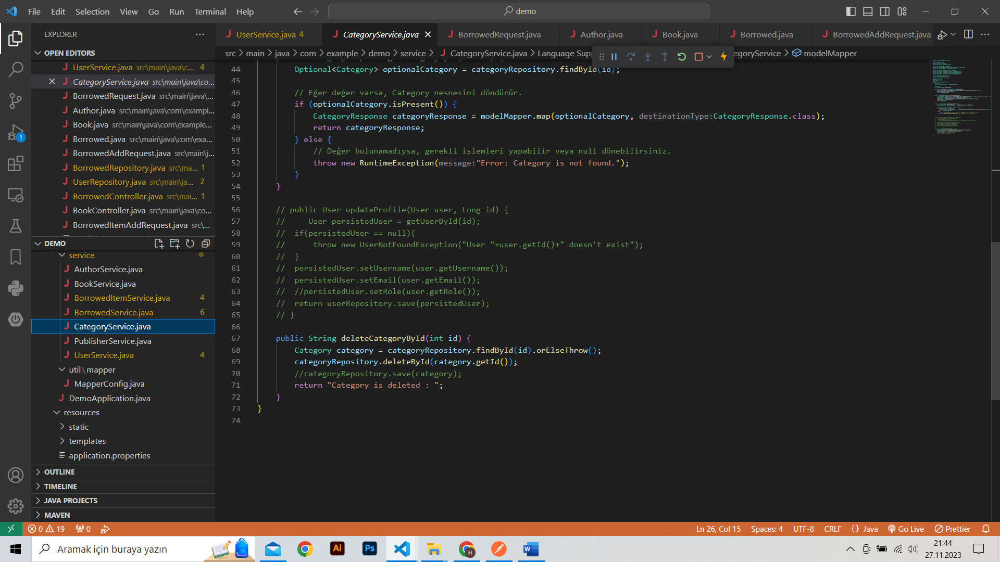 File Edit Selection View Go Run Terminal Help
demo
EXPLORER
OPEN EDITORS
UserService.java src\main\java\c... 4
CategoryService.java src\main\java\co...
BorrowedRequest.java src\main\java\...
Author.java src\main\java\com\exampl...
Book.java src\main\java\com\example...
Borrowed.java src\main\java\com\exa...
BorrowedAddRequest.java src\main\j...
BorrowedRepository.java src\ma... 1
UserRepository.java src\main\ja... 2
BorrowedController.java src\mai... 1
BookController.java src\main\java\co...
BorrowedItemAddRequest.java src\...
DEMO
service
AuthorService.java
BookService.java
BorrowedItemService.java 4
BorrowedService.java 6
CategoryService.java
PublisherService.java
UserService.java 4
util\mapper
MapperConfig.java
DemoApplication.java
resources
static
templates
application.properties
OUTLINE
TIMELINE
JAVA PROJECTS
MAVEN
1
UserService.java 4 CategoryService.java BorrowedRequest.java Author.java Book.java Borrowed.java BorrowedAddRequest.java
src > main > java > com > example > demo > service > CategoryService.java > Language Sup egoryService > modelMapper
44 Optional<Category> optionalCategory = categoryRepository.findById(id);
45
46 // Eğer değer varsa, Category nesnesini döndürür.
47 if (optionalCategory.isPresent()) {
48 CategoryResponse categoryResponse = modelMapper.map(optionalCategory, destinationType:CategoryResponse.class);
49 return categoryResponse;
50 } else {
51 // Değer bulunamadıysa, gerekli işlemleri yapabilir veya null dönebilirsiniz.
52 throw new RuntimeException(message:"Error: Category is not found.");
53 }
54 }
55
56 // public User updateProfile(User user, Long id) {
57 // User persistedUser = getUserById(id);
58 // if(persistedUser == null){
59 // throw new UserNotFoundException("User "+user.getId()+" doesn't exist");
60 // }
61 // persistedUser.setUsername(user.getUsername());
62 // persistedUser.setEmail(user.getEmail());
63 // //persistedUser.setRole(user.getRole());
64 // return userRepository.save(persistedUser);
65 // }
66
67 public String deleteCategoryById(int id) {
68 Category category = categoryRepository.findById(id).orElseThrow();
69 categoryRepository.deleteById(category.getId());
70 //categoryRepository.save(category);
71 return "Category is deleted : ";
72 }
73 }
74
0 19 0 Ln 26, Col 15 Spaces: 4 UTF-8 CRLF {} Java Go Live Prettier
Aramak için buraya yazın
Ai Ps H W
21:44
27.11.2023